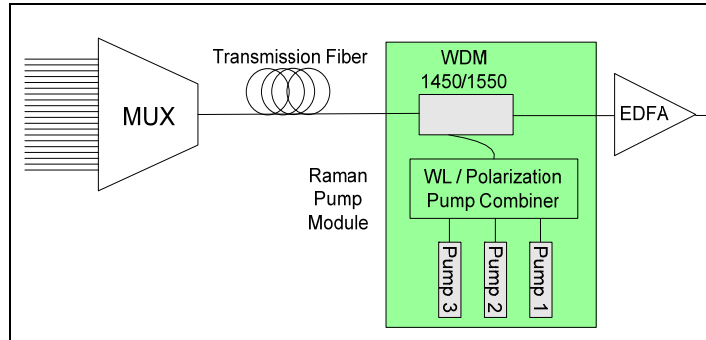 MUX
Transmission Fiber
WDM
1450/1550
EDFA
Raman
Pump
Module
WL / Polarization
Pump Combiner
Pump 3
Pump 2
Pump 1